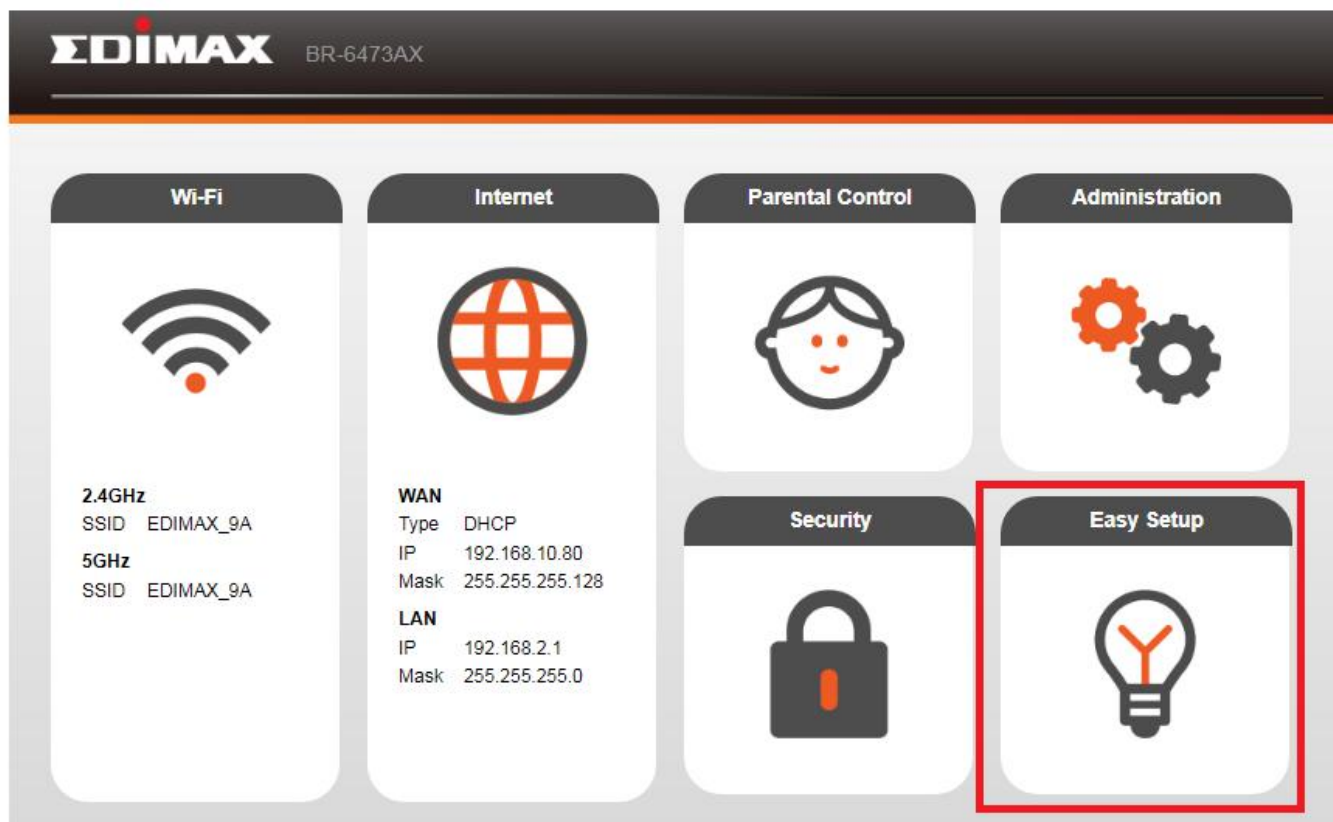 EDIMAX BR-6473AX
Wi-Fi
2.4GHz
SSID EDIMAX_9A
5GHz
SSID EDIMAX_9A
Internet
WAN
Type DHCP
IP 192.168.10.80
Mask 255.255.255.128
LAN
IP 192.168.2.1
Mask 255.255.255.0
Parental Control
Administration
Security
Easy Setup